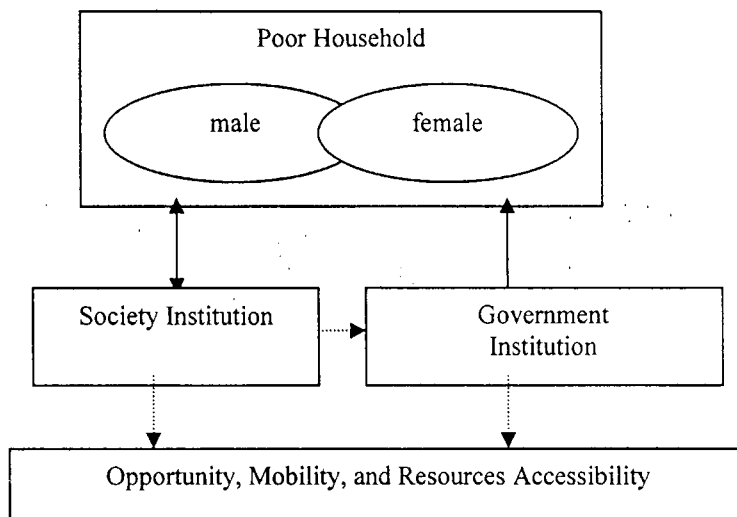 Poor Household
male
female
Society Institution
Government
Institution
Opportunity, Mobility, and Resources Accessibility